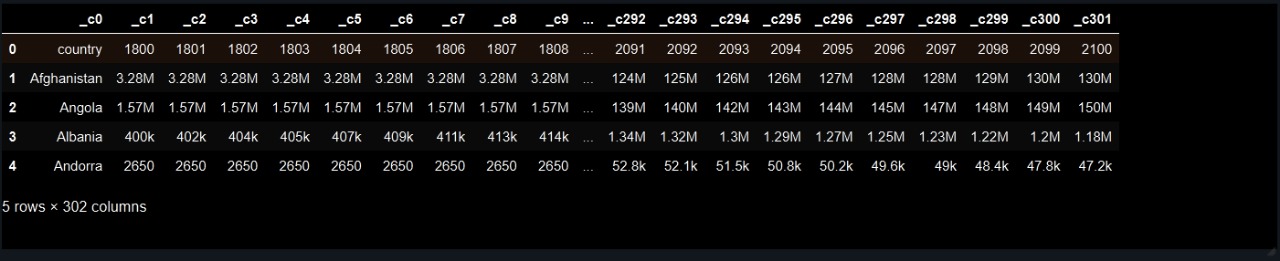 _c0 _c1 _c2 _c3 _c4 _c5 _c6 _c7 _c8 _c9 ... _c292 _c293 _c294 _c295 _c296 _c297 _c298 _c299 _c300 _c301
0 country 1800 1801 1802 1803 1804 1805 1806 1807 1808 ... 2091 2092 2093 2094 2095 2096 2097 2098 2099 2100
1 Afghanistan 3.28M 3.28M 3.28M 3.28M 3.28M 3.28M 3.28M 3.28M 3.28M ... 124M 125M 126M 126M 127M 128M 128M 129M 130M 130M
2 Angola 1.57M 1.57M 1.57M 1.57M 1.57M 1.57M 1.57M 1.57M 1.57M ... 139M 140M 142M 143M 144M 145M 147M 148M 149M 150M
3 Albania 400k 402k 404k 405k 407k 409k 411k 413k 414k ... 1.34M 1.32M 1.3M 1.29M 1.27M 1.25M 1.23M 1.22M 1.2M 1.18M
4 Andorra 2650 2650 2650 2650 2650 2650 2650 2650 2650 ... 52.8k 52.1k 51.5k 50.8k 50.2k 49.6k 49k 48.4k 47.8k 47.2k
5 rows × 302 columns